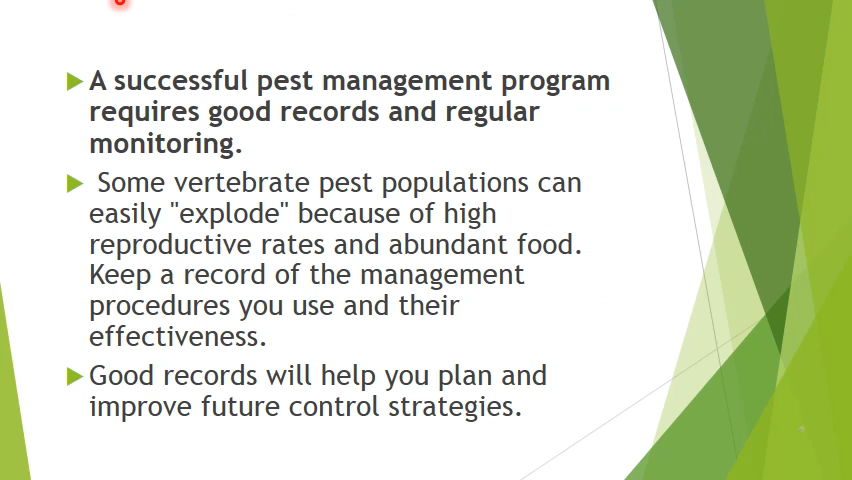 A successful pest management program
requires good records and regular
monitoring.
Some vertebrate pest populations can
easily "explode" because of high
reproductive rates and abundant food.
Keep a record of the management
procedures you use and their
effectiveness.
Good records will help you plan and
improve future control strategies.